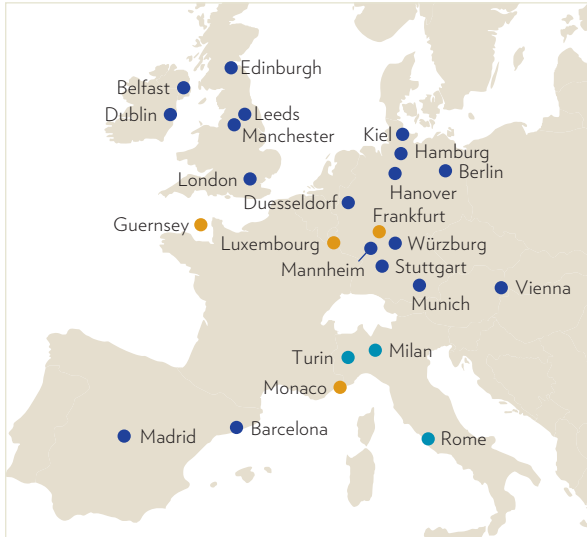 Edinburgh
Belfast
Dublin
Leeds
Manchester
Kiel
Hamburg
Berlin
London
Hanover
Duesseldorf
Frankfurt
Guernsey
Luxembourg
Würzburg
Mannheim
Stuttgart
Munich
Vienna
Turin
Milan
Monaco
Barcelona
Madrid
Rome